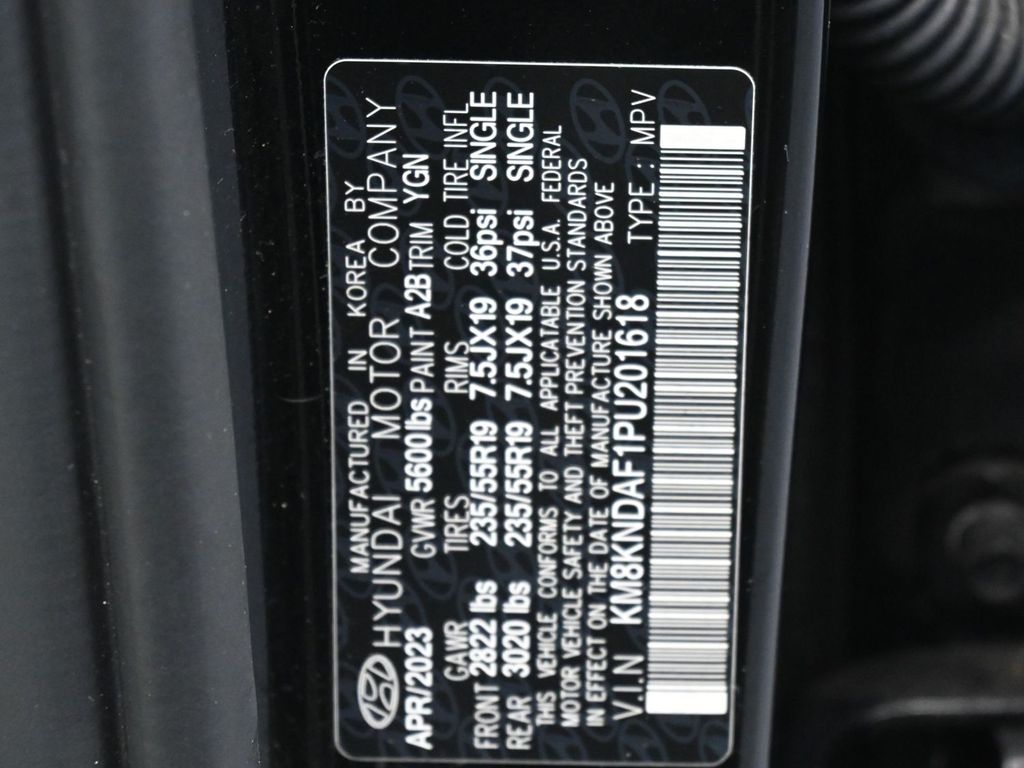 MANUFACTURED IN KOREA BY
HYUNDAI MOTOR COMPANY
APR/2023 GVWR 5600lbs PAINT A2B TRIM YGN
GAWR TIRES RIMS COLD TIRE INFL
FRONT 2822 lbs 235/55R19 7.5JX19 36psi SINGLE
REAR 3020 lbs 235/55R19 7.5JX19 37psi SINGLE
THIS VEHICLE CONFORMS TO ALL APPLICATABLE U.S.A. FEDERAL
MOTOR VEHICLE SAFETY AND THEFT PREVENTION STANDARDS
IN EFFECT ON THE DATE OF MANUFACTURE SHOWN ABOVE
V.I.N KM8KNDAF1PU201618 TYPE : MPV